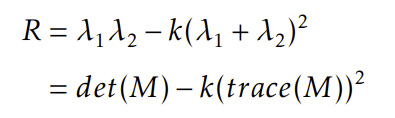 R = λ₁λ₂ − k(λ₁ + λ₂)²
= det(M) − k(trace(M))²